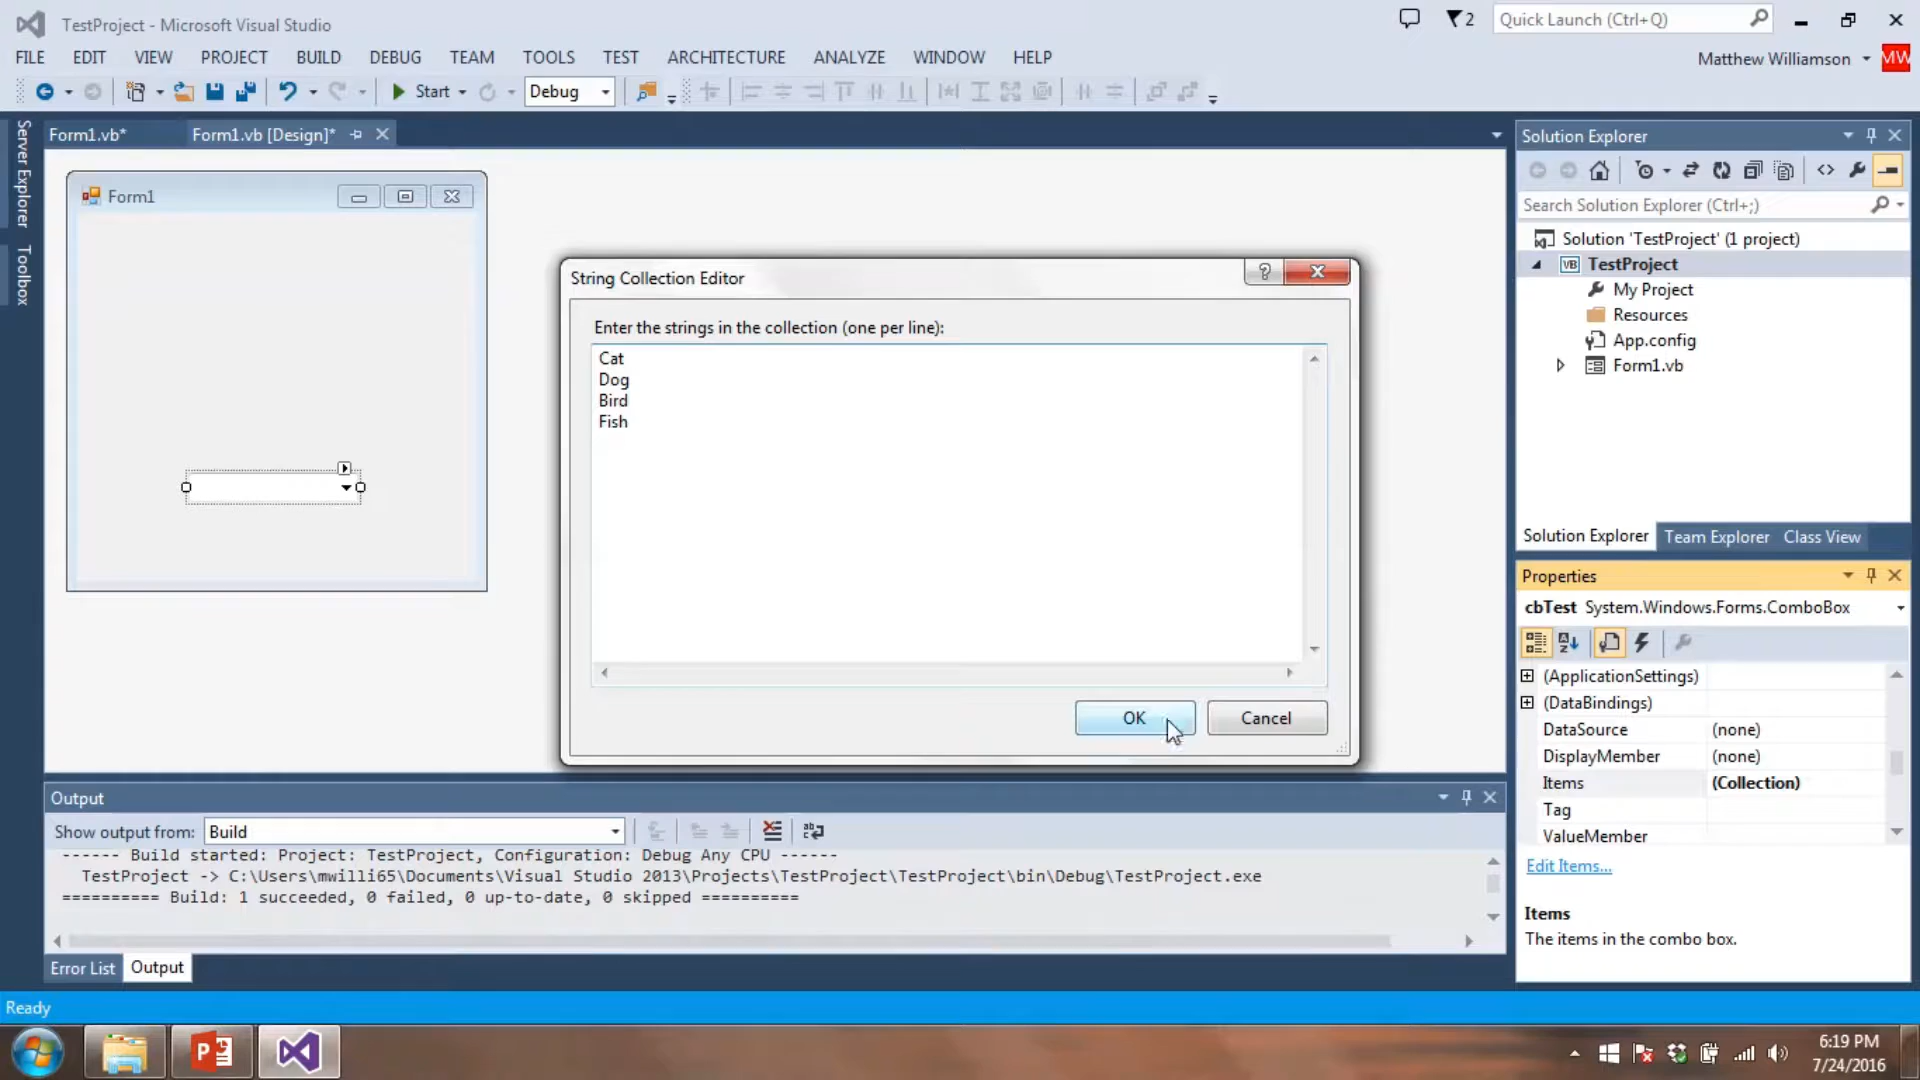 TestProject - Microsoft Visual Studio
2
Quick Launch (Ctrl+Q)
FILE EDIT VIEW PROJECT BUILD DEBUG TEAM TOOLS TEST ARCHITECTURE ANALYZE WINDOW HELP
Matthew Williamson MW
Start Debug
Server Explorer
Toolbox
Form1.vb* Form1.vb [Design]*
Form1
String Collection Editor
Enter the strings in the collection (one per line):
Cat
Dog
Bird
Fish
OK Cancel
Solution Explorer
Search Solution Explorer (Ctrl+;)
Solution 'TestProject' (1 project)
VB TestProject
My Project
Resources
App.config
Form1.vb
Solution Explorer Team Explorer Class View
Properties
cbTest System.Windows.Forms.ComboBox
(ApplicationSettings)
(DataBindings)
DataSource (none)
DisplayMember (none)
Items (Collection)
Tag
ValueMember
Edit Items...
Items
The items in the combo box.
Output
Show output from: Build
------ Build started: Project: TestProject, Configuration: Debug Any CPU ------
TestProject -> C:\Users\mwilli65\Documents\Visual Studio 2013\Projects\TestProject\TestProject\bin\Debug\TestProject.exe
========== Build: 1 succeeded, 0 failed, 0 up-to-date, 0 skipped ==========
Error List Output
Ready
6:19 PM
7/24/2016